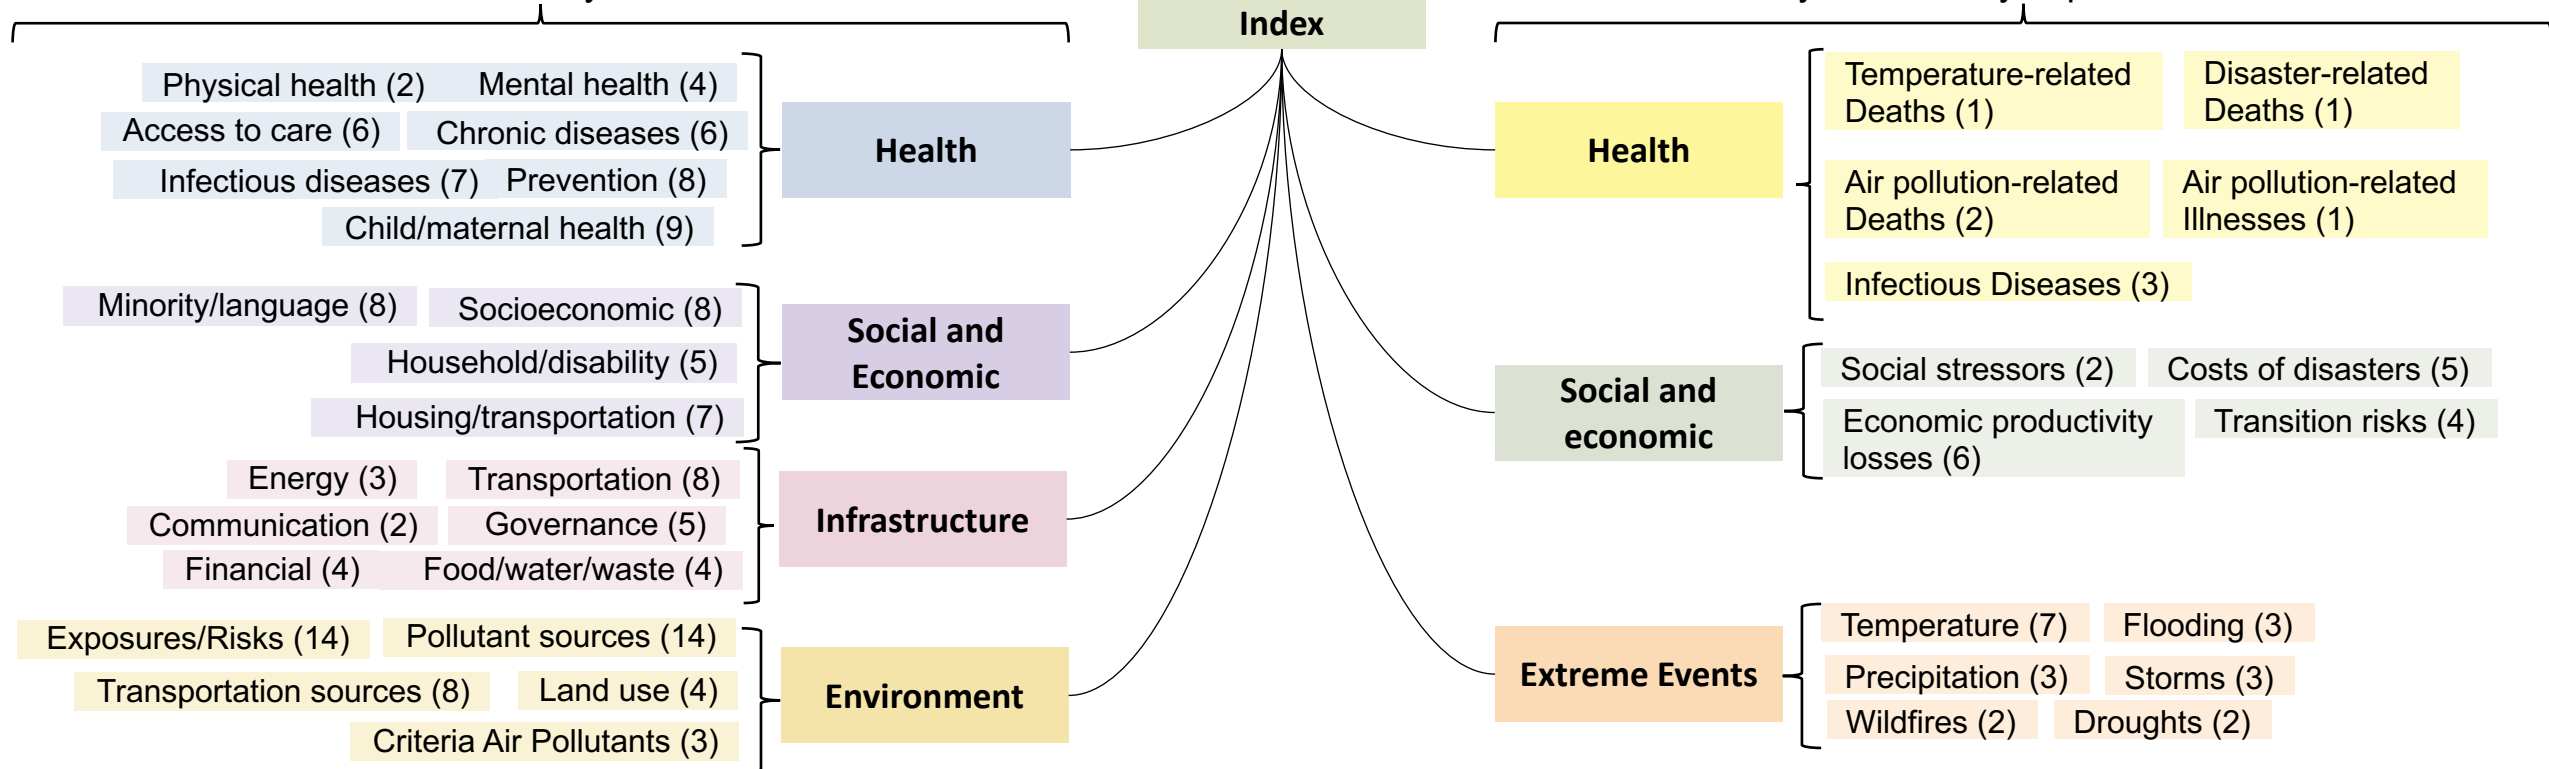 Index
Physical health (2)
Mental health (4)
Access to care (6)
Chronic diseases (6)
Infectious diseases (7)
Prevention (8)
Child/maternal health (9)
Health
Minority/language (8)
Socioeconomic (8)
Household/disability (5)
Housing/transportation (7)
Social and
Economic
Energy (3)
Transportation (8)
Communication (2)
Governance (5)
Financial (4)
Food/water/waste (4)
Infrastructure
Exposures/Risks (14)
Pollutant sources (14)
Transportation sources (8)
Land use (4)
Criteria Air Pollutants (3)
Environment
Health
Temperature-related
Deaths (1)
Disaster-related
Deaths (1)
Air pollution-related
Deaths (2)
Air pollution-related
Illnesses (1)
Infectious Diseases (3)
Social and
economic
Social stressors (2)
Costs of disasters (5)
Economic productivity
losses (6)
Transition risks (4)
Extreme Events
Temperature (7)
Flooding (3)
Precipitation (3)
Storms (3)
Wildfires (2)
Droughts (2)